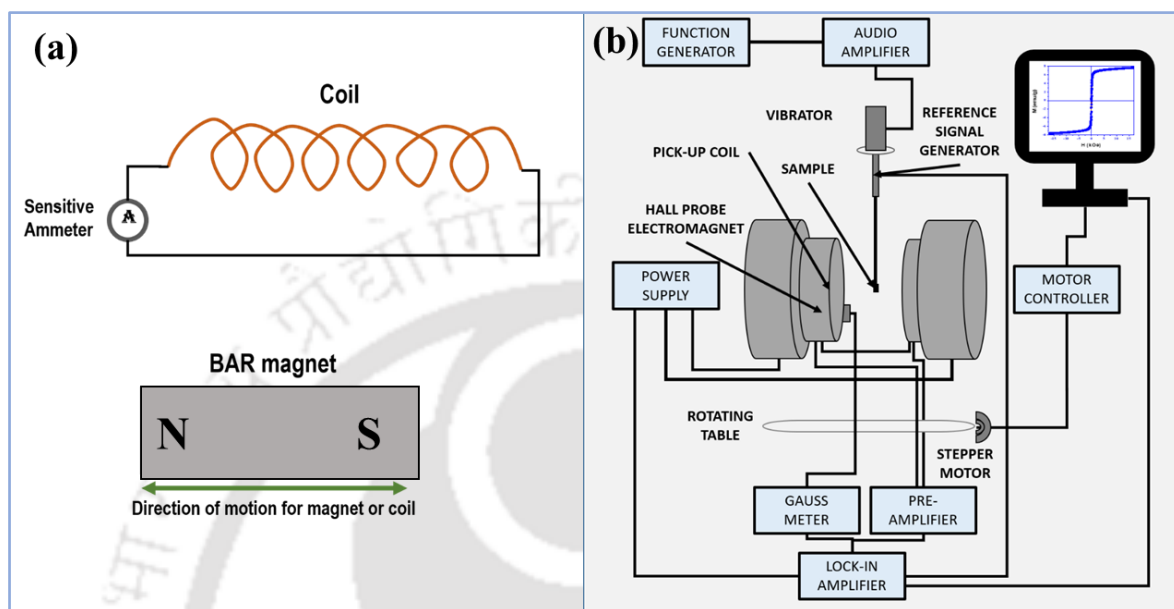 (a)
Coil
A
Sensitive
Ammeter
BAR magnet
N S
Direction of motion for magnet or coil
(b)
FUNCTION
GENERATOR
AUDIO
AMPLIFIER
VIBRATOR
REFERENCE
SIGNAL
GENERATOR
PICK-UP COIL
SAMPLE
HALL PROBE
ELECTROMAGNET
POWER
SUPPLY
MOTOR
CONTROLLER
ROTATING
TABLE
STEPPER
MOTOR
GAUSS
METER
PRE-
AMPLIFIER
LOCK-IN
AMPLIFIER